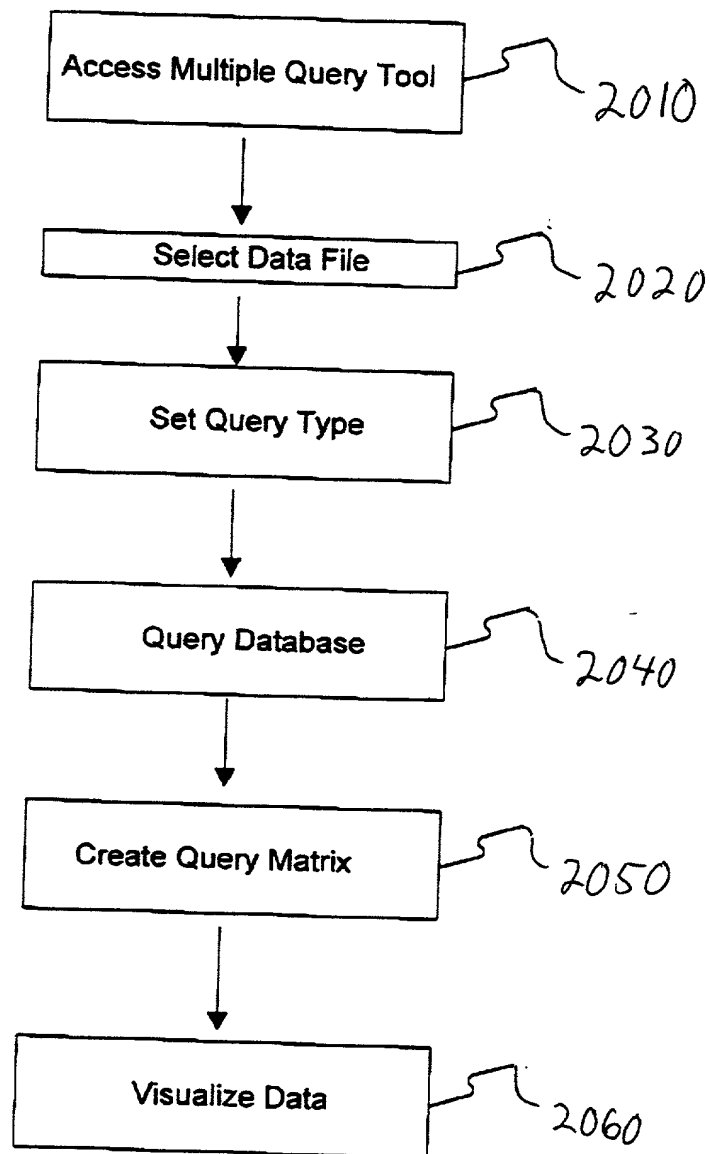 Access Multiple Query Tool
2010
Select Data File
2020
Set Query Type
2030
Query Database
2040
Create Query Matrix
2050
Visualize Data
2060